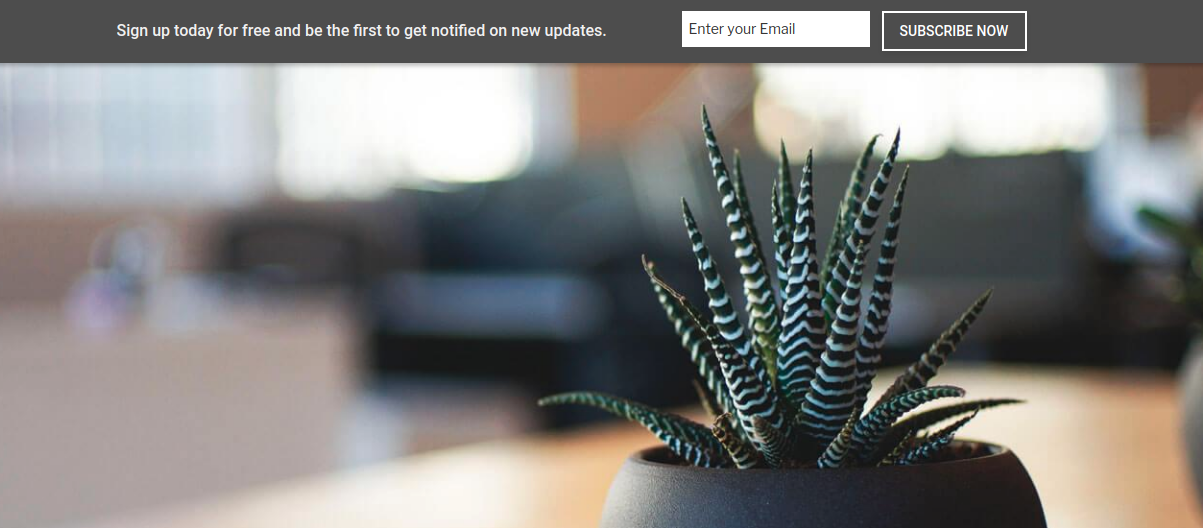 Sign up today for free and be the first to get notified on new updates.
Enter your Email
SUBSCRIBE NOW